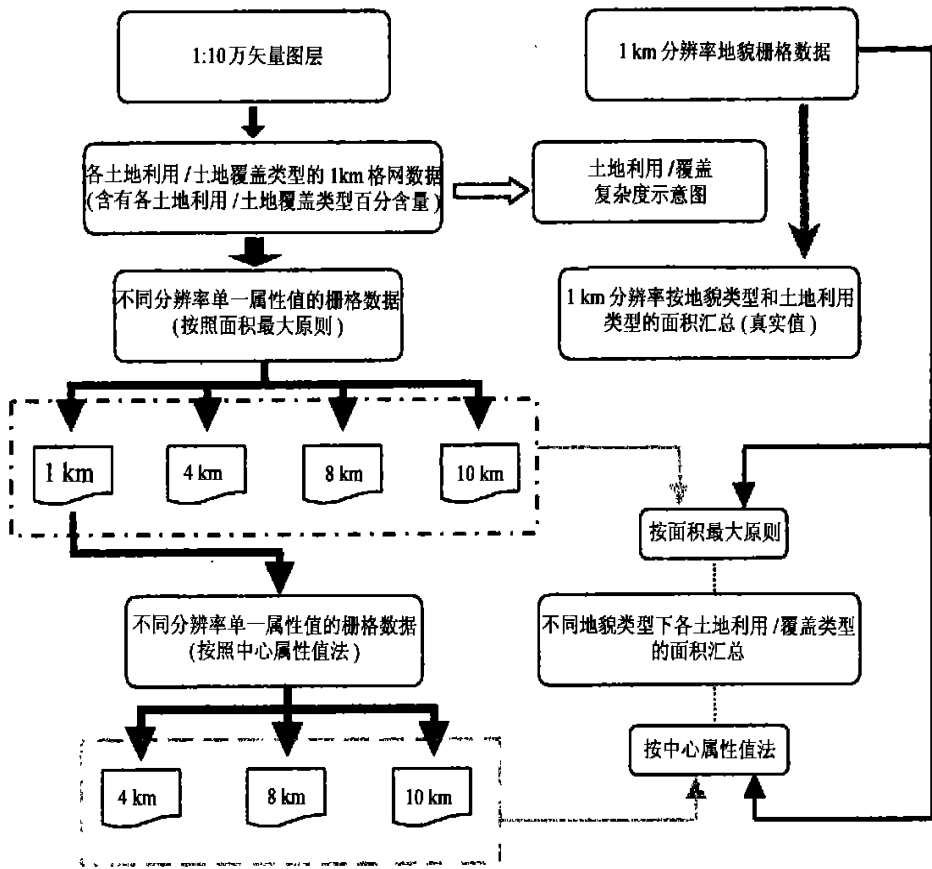 1:10万矢量图层
1 km 分辨率地貌栅格数据
各土地利用/土地覆盖类型的1km格网数据
(含有各土地利用/土地覆盖类型百分含量)
土地利用/覆盖
复杂度示意图
不同分辨率单一属性值的栅格数据
(按照面积最大原则)
1 km 分辨率按地貌类型和土地利用
类型的面积汇总(真实值)
1 km
4 km
8 km
10 km
按面积最大原则
不同分辨率单一属性值的栅格数据
(按照中心属性值法)
不同地貌类型下各土地利用/覆盖类型
的面积汇总
按中心属性值法
4 km
8 km
10 km